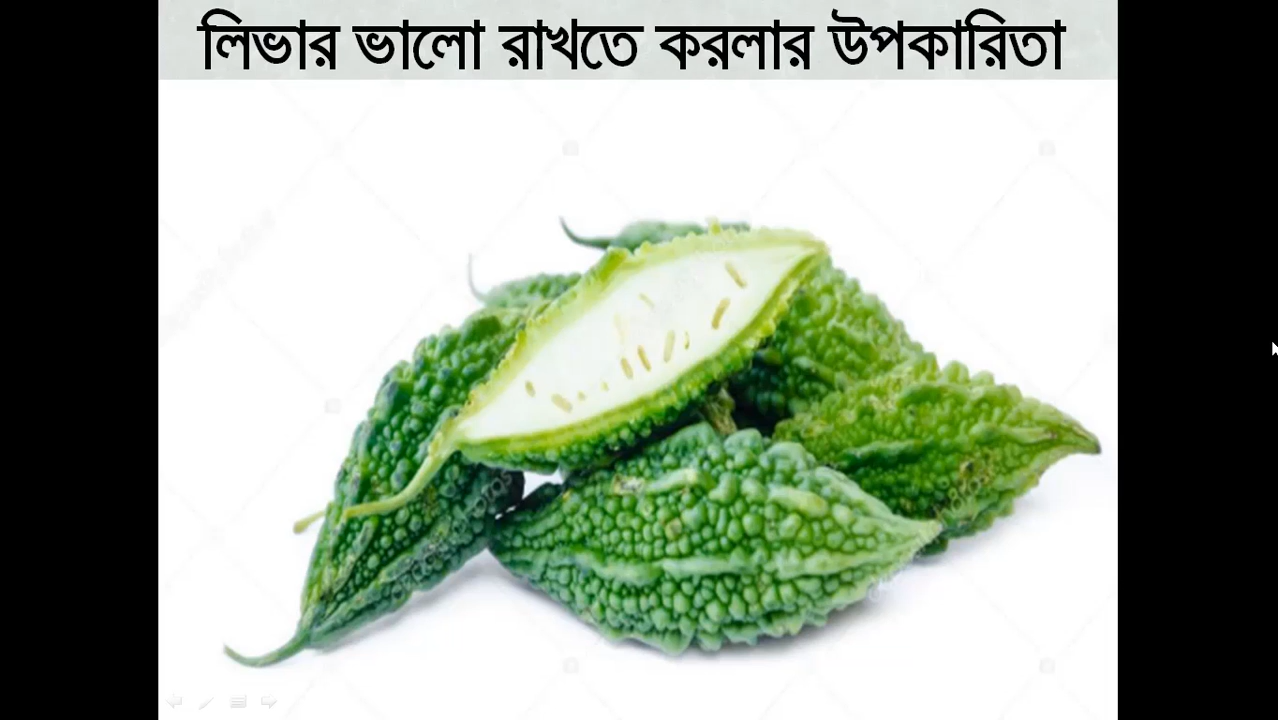 লিভার ভালো রাখতে করলার উপকারিতা